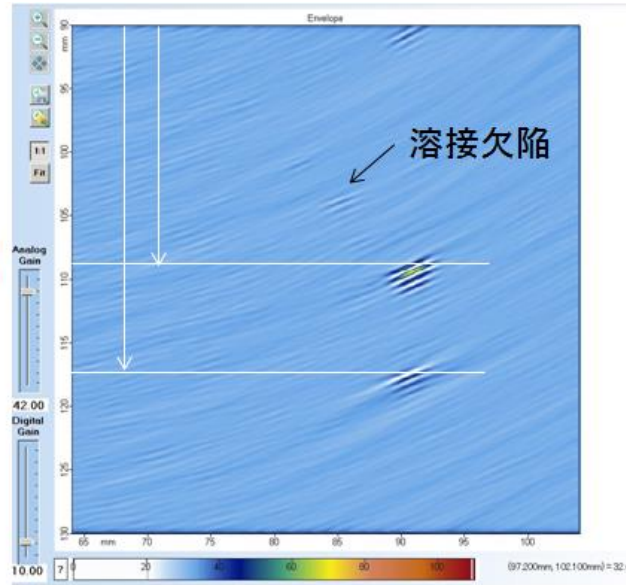 Envelope
90
mm
95
100
105
110
115
120
125
130
溶接欠陥
1:1
Fit
Analog
Gain
42.00
Digital
Gain
10.00
65 mm 70 75 80 85 90 95 100
? 0 20 40 60 80 100
(97.200mm, 102.100mm) = 32.